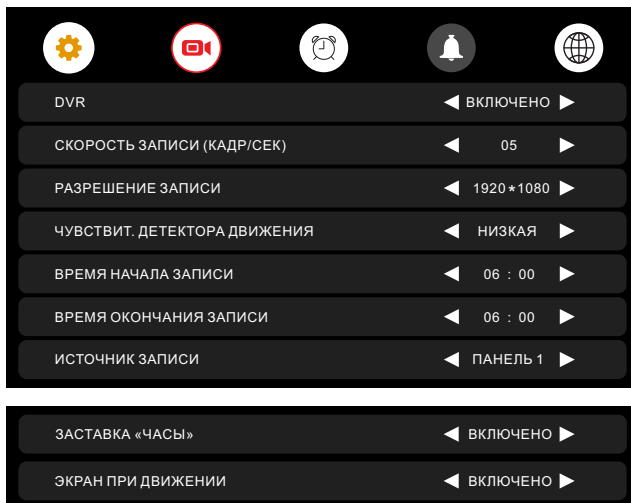 DVR ВКЛЮЧЕНО
СКОРОСТЬ ЗАПИСИ (КАДР/СЕК) 05
РАЗРЕШЕНИЕ ЗАПИСИ 1920*1080
ЧУВСТВИТ. ДЕТЕКТОРА ДВИЖЕНИЯ НИЗКАЯ
ВРЕМЯ НАЧАЛА ЗАПИСИ 06 : 00
ВРЕМЯ ОКОНЧАНИЯ ЗАПИСИ 06 : 00
ИСТОЧНИК ЗАПИСИ ПАНЕЛЬ 1
ЗАСТАВКА «ЧАСЫ» ВКЛЮЧЕНО
ЭКРАН ПРИ ДВИЖЕНИИ ВКЛЮЧЕНО